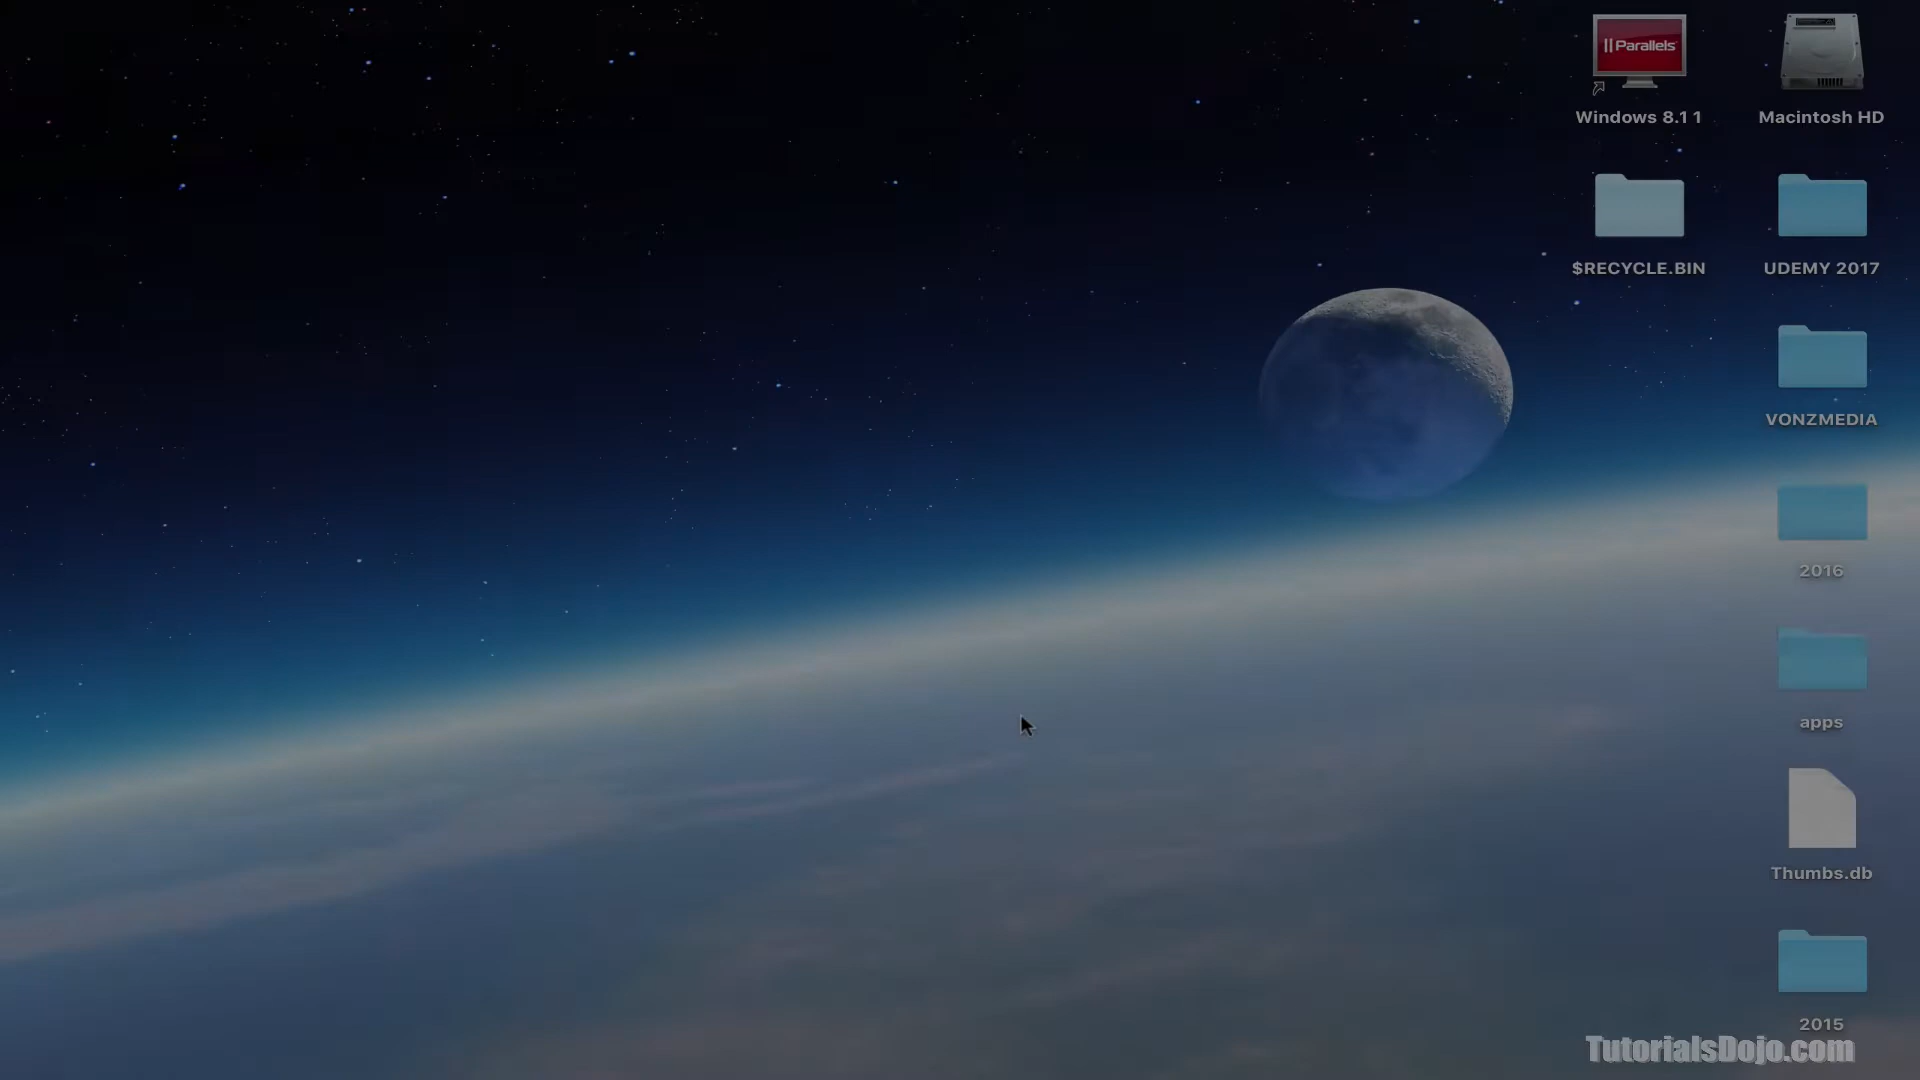 Parallels
Windows 8.1 1
Macintosh HD
$RECYCLE.BIN
UDEMY 2017
VONZMEDIA
2016
apps
Thumbs.db
2015
TutorialsDojo.com